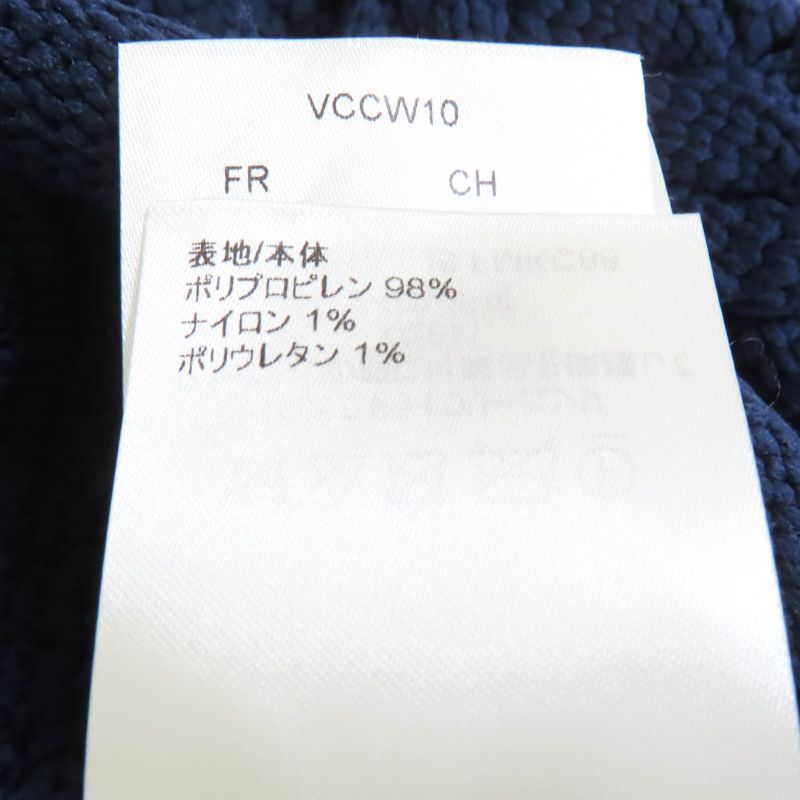 VCCW10
FR CH
表地/本体
ポリプロピレン 98%
ナイロン 1%
ポリウレタン 1%